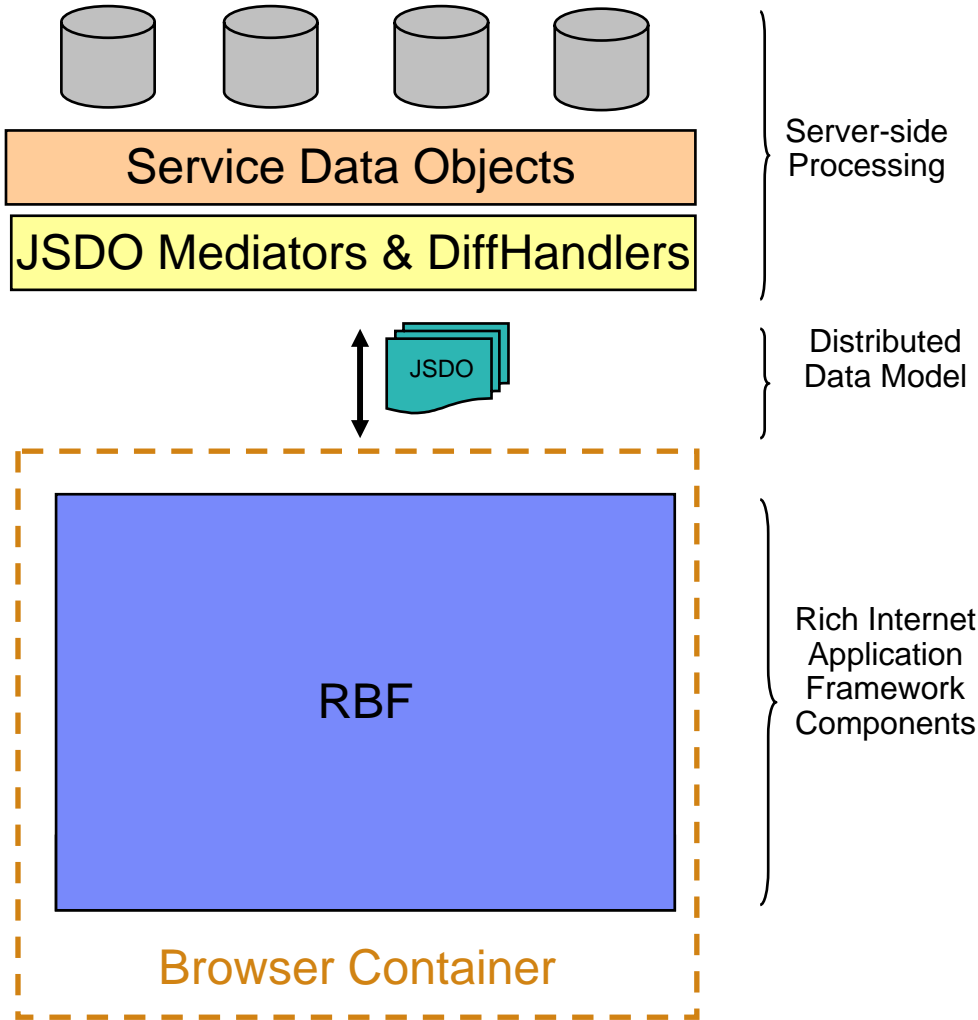 Service Data Objects
JSDO Mediators & DiffHandlers
Server-side
Processing
JSDO
Distributed
Data Model
RBF
Rich Internet
Application
Framework
Components
Browser Container